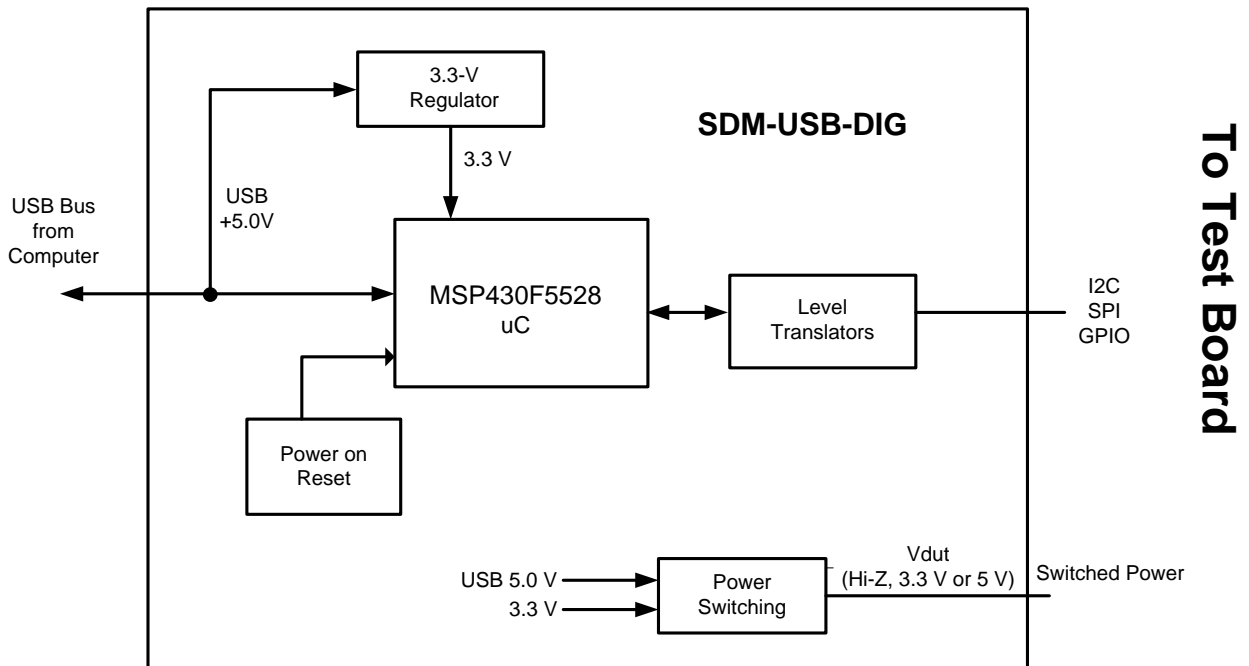 3.3-V
Regulator
SDM-USB-DIG
3.3 V
USB
+5.0V
USB Bus
from
Computer
MSP430F5528
uC
Level
Translators
I2C
SPI
GPIO
To Test Board
Power on
Reset
USB 5.0 V
3.3 V
Power
Switching
Vdut
(Hi-Z, 3.3 V or 5 V)
Switched Power